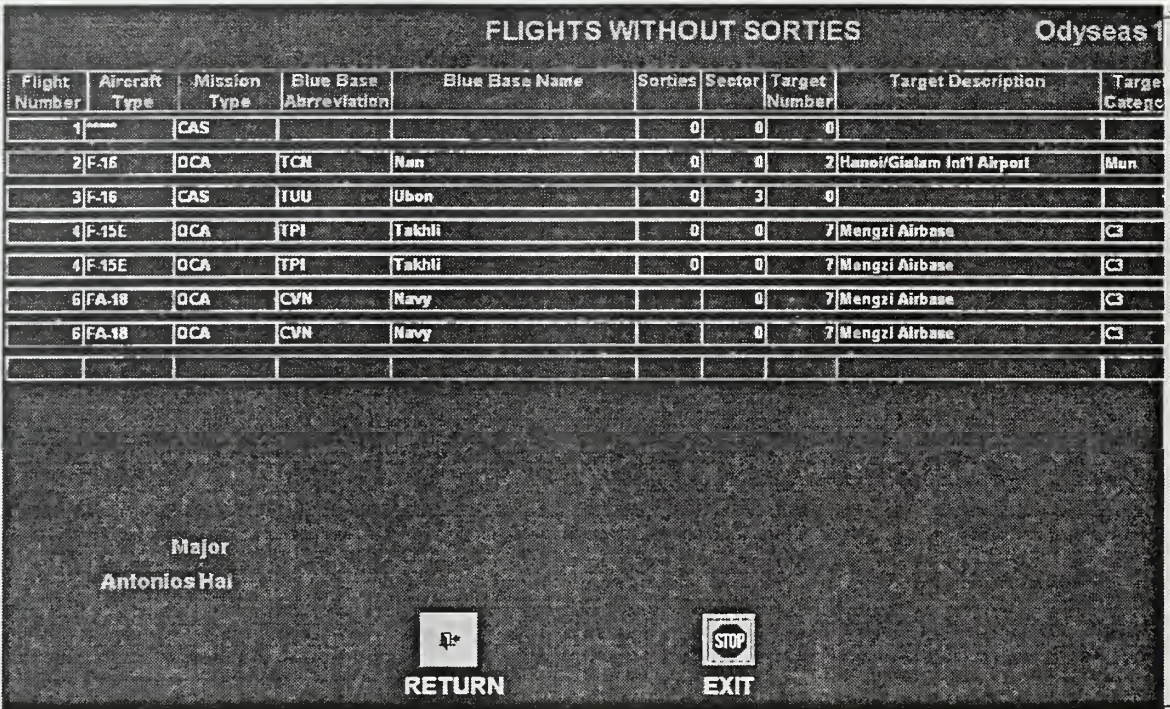 FLIGHTS WITHOUT SORTIES Odyseas 1
Flight Number Aircraft Type Mission Type Blue Base Abrreviation Blue Base Name Sorties Sector Target Number Target Description Target Catego
1 ***** CAS 0 0 0
2 F-16 OCA TCN Nan 0 0 2 Hanoi/Gialam Int'l Airport Mun
3 F-16 CAS TUU Ubon 0 3 0
4 F-15E OCA TPI Takhli 0 0 7 Mengzi Airbase C3
4 F-15E OCA TPI Takhli 0 0 7 Mengzi Airbase C3
6 FA-18 OCA CVN Navy 0 7 Mengzi Airbase C3
6 FA-18 OCA CVN Navy 0 7 Mengzi Airbase C3
Major
Antonios Hal
STOP
RETURN EXIT